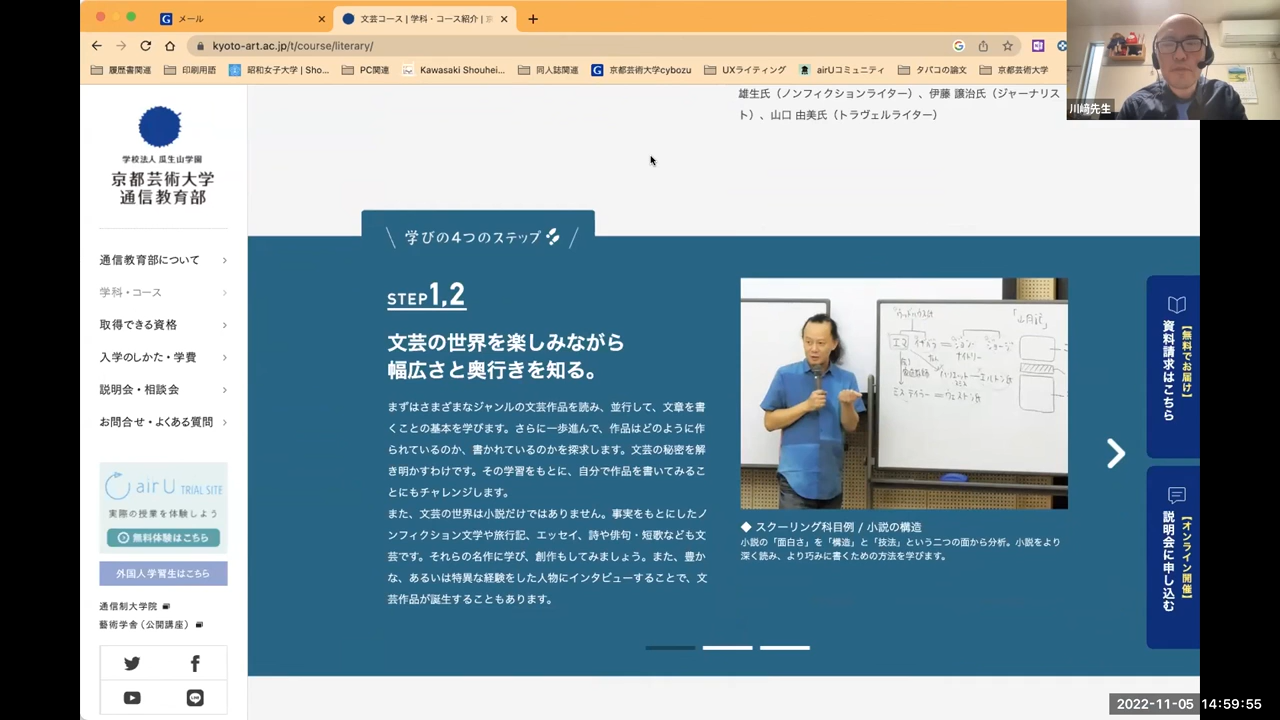 メール
文芸コース | 学科・コース紹介 |
kyoto-art.ac.jp/t/course/literary/
履歴書関連
印刷用語
昭和女子大学 | Sho...
PC関連
Kawasaki Shouhei...
同人誌関連
京都芸術大学cybozu
UXライティング
airUコミュニティ
タバコの論文
京都芸術大学
川﨑先生
学校法人 瓜生山学園
京都芸術大学
通信教育部
通信教育部について
学科・コース
取得できる資格
入学のしかた・学費
説明会・相談会
お問合せ・よくある質問
airU TRIAL SITE
実際の授業を体験しよう
無料体験はこちら
外国人学習生はこちら
通信制大学院
藝術学舎（公開講座）
雄生氏（ノンフィクションライター）、伊藤 譲治氏（ジャーナリス
ト）、山口 由美氏（トラヴェルライター）
学びの4つのステップ
STEP1,2
文芸の世界を楽しみながら
幅広さと奥行きを知る。
まずはさまざまなジャンルの文芸作品を読み、並行して、文章を書
くことの基本を学びます。さらに一歩進んで、作品はどのように作
られているのか、書かれているのかを探求します。文芸の秘密を解
き明かすわけです。その学習をもとに、自分で作品を書いてみるこ
とにもチャレンジします。
また、文芸の世界は小説だけではありません。事実をもとにしたノ
ンフィクション文学や旅行記、エッセイ、詩や俳句・短歌なども文
芸です。それらの名作に学び、創作もしてみましょう。また、豊か
な、あるいは特異な経験をした人物にインタビューすることで、文
芸作品が誕生することもあります。
「山月記」
◆ スクーリング科目例 / 小説の構造
小説の「面白さ」を「構造」と「技法」という二つの面から分析。小説をより
深く読み、より巧みに書くための方法を学びます。
【無料でお届け】
資料請求はこちら
【オンライン開催】
説明会に申し込む
2022-11-05 14:59:55